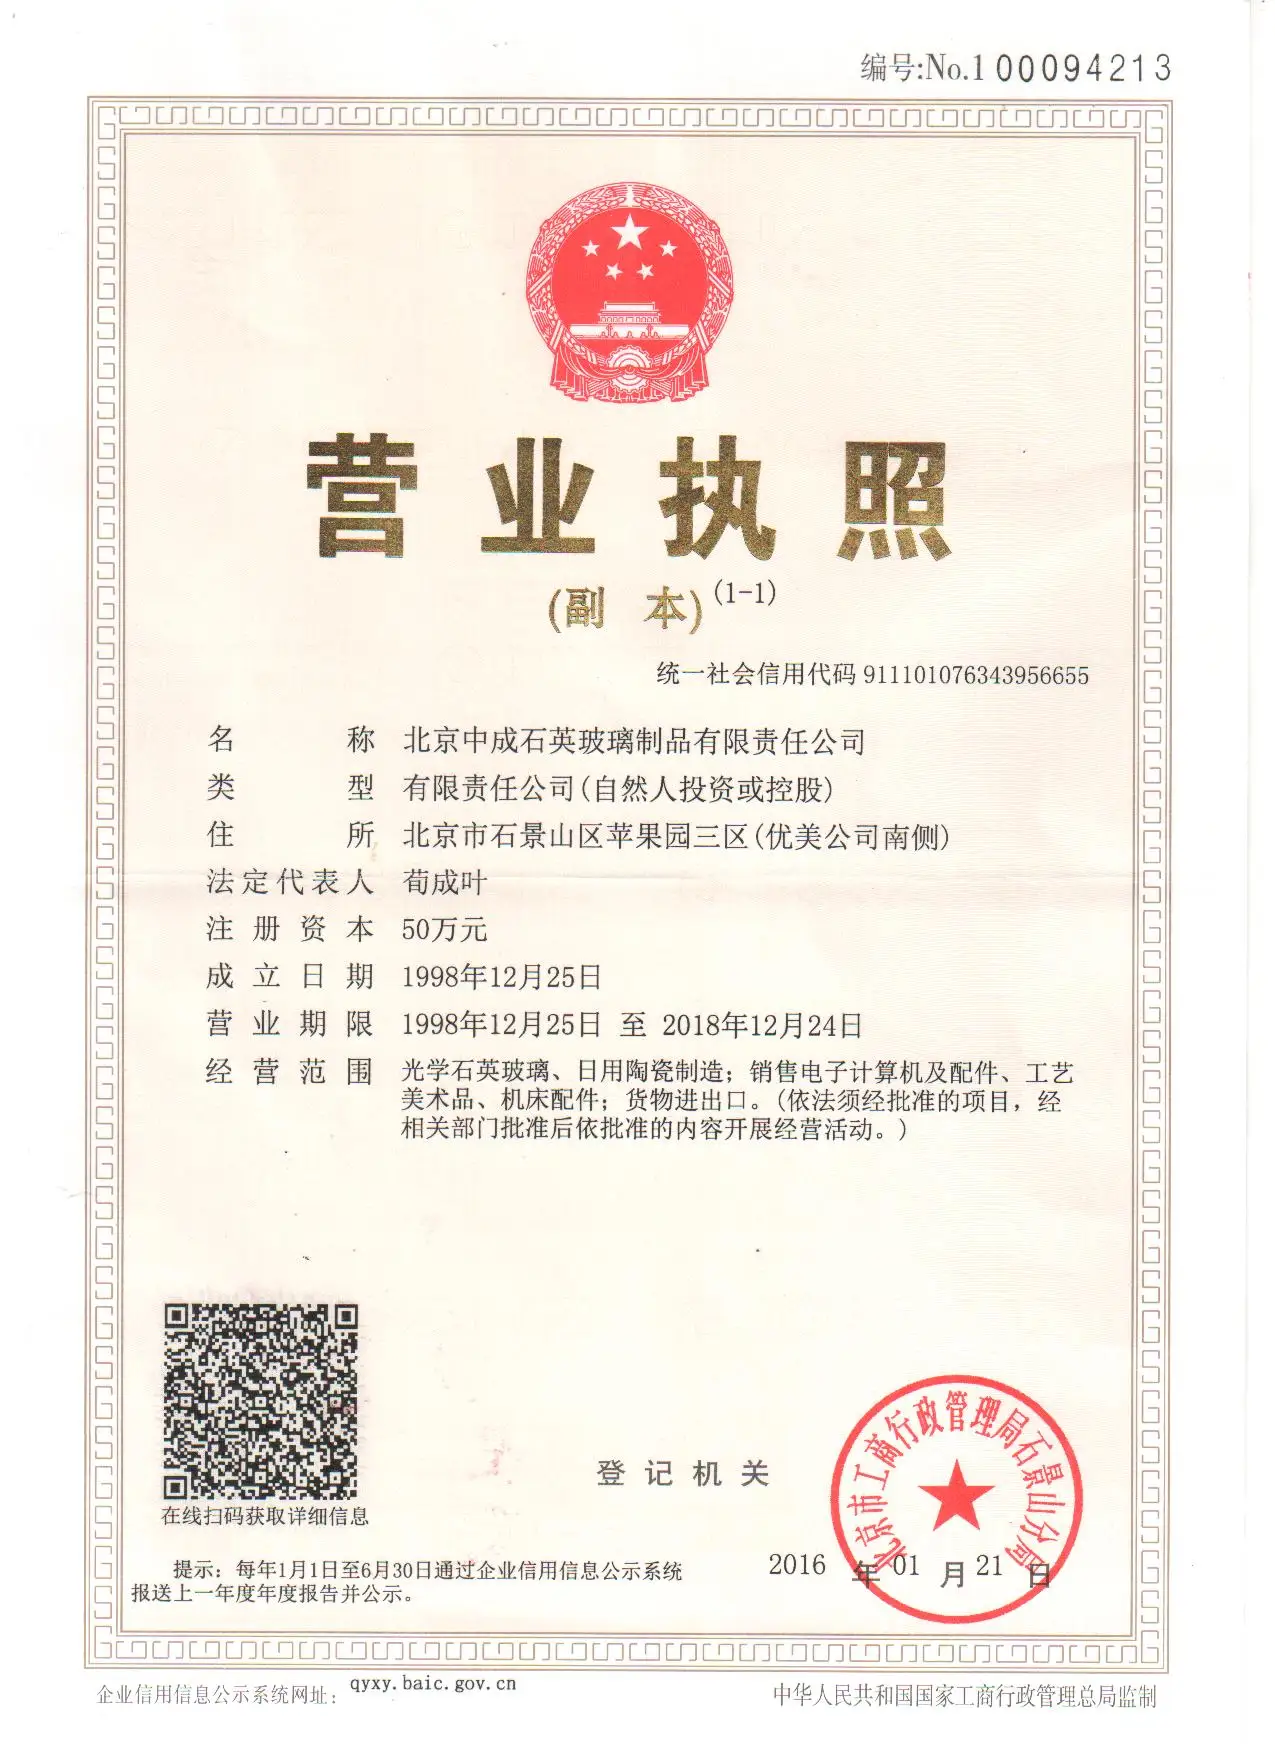 编号:No.1 00094213
营业执照
(副 本)(1-1)
统一社会信用代码 911101076343956655
名 称 北京中成石英玻璃制品有限责任公司
类 型 有限责任公司(自然人投资或控股)
住 所 北京市石景山区苹果园三区(优美公司南侧)
法定代表人 荀成叶
注册资本 50万元
成立日期 1998年12月25日
营业期限 1998年12月25日 至 2018年12月24日
经营范围 光学石英玻璃、日用陶瓷制造；销售电子计算机及配件、工艺
美术品、机床配件；货物进出口。(依法须经批准的项目，经
相关部门批准后依批准的内容开展经营活动。)
在线扫码获取详细信息
登记机关
北京市工商行政管理局石景山分局
2016 年 01 月 21 日
提示：每年1月1日至6月30日通过企业信用信息公示系统
报送上一年度年度报告并公示。
企业信用信息公示系统网址： qyxy.baic.gov.cn
中华人民共和国国家工商行政管理总局监制